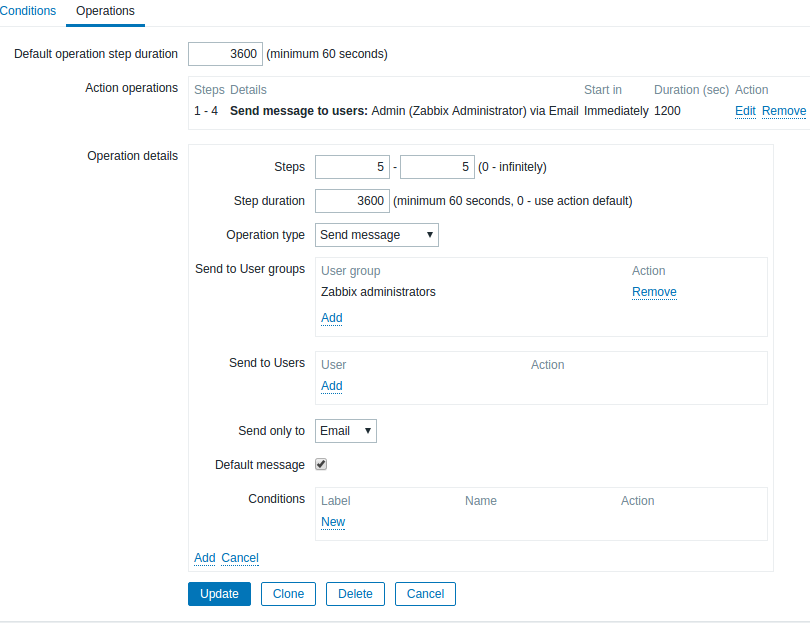 Conditions Operations
Default operation step duration 3600 (minimum 60 seconds)
Action operations Steps Details Start in Duration (sec) Action
1 - 4 Send message to users: Admin (Zabbix Administrator) via Email Immediately 1200 Edit Remove
Operation details
Steps 5 - 5 (0 - infinitely)
Step duration 3600 (minimum 60 seconds, 0 - use action default)
Operation type Send message
Send to User groups User group Action
Zabbix administrators Remove
Add
Send to Users User Action
Add
Send only to Email
Default message
Conditions Label Name Action
New
Add Cancel
Update Clone Delete Cancel